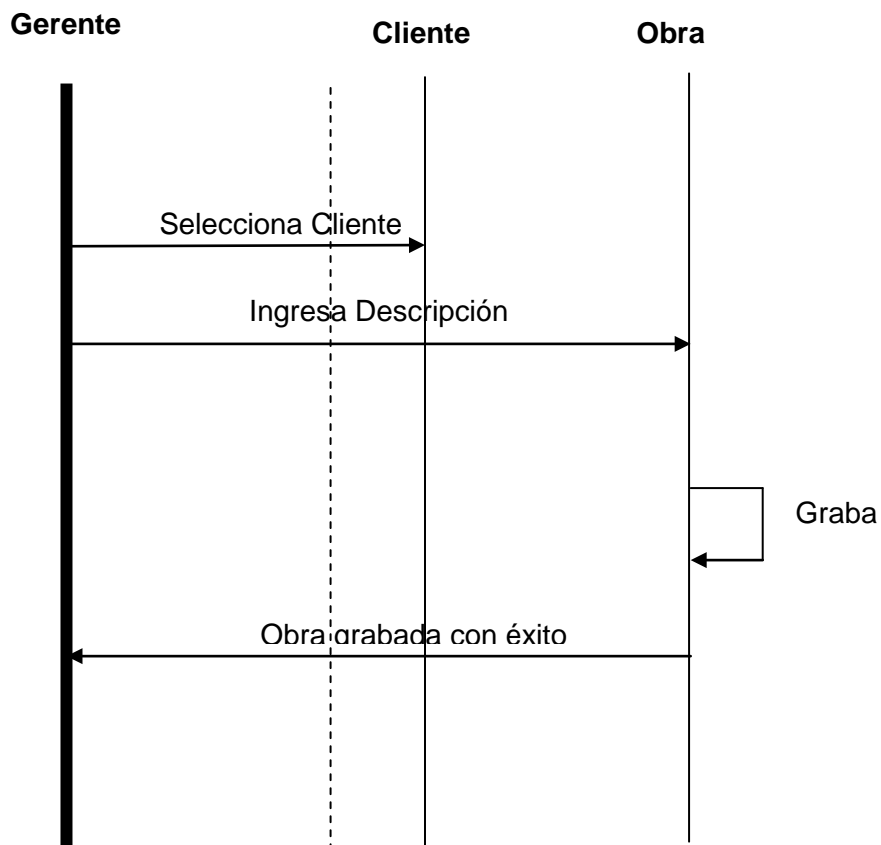 Gerente
Cliente
Obra
Selecciona Cliente
Ingresa Descripción
Graba
Obra grabada con éxito